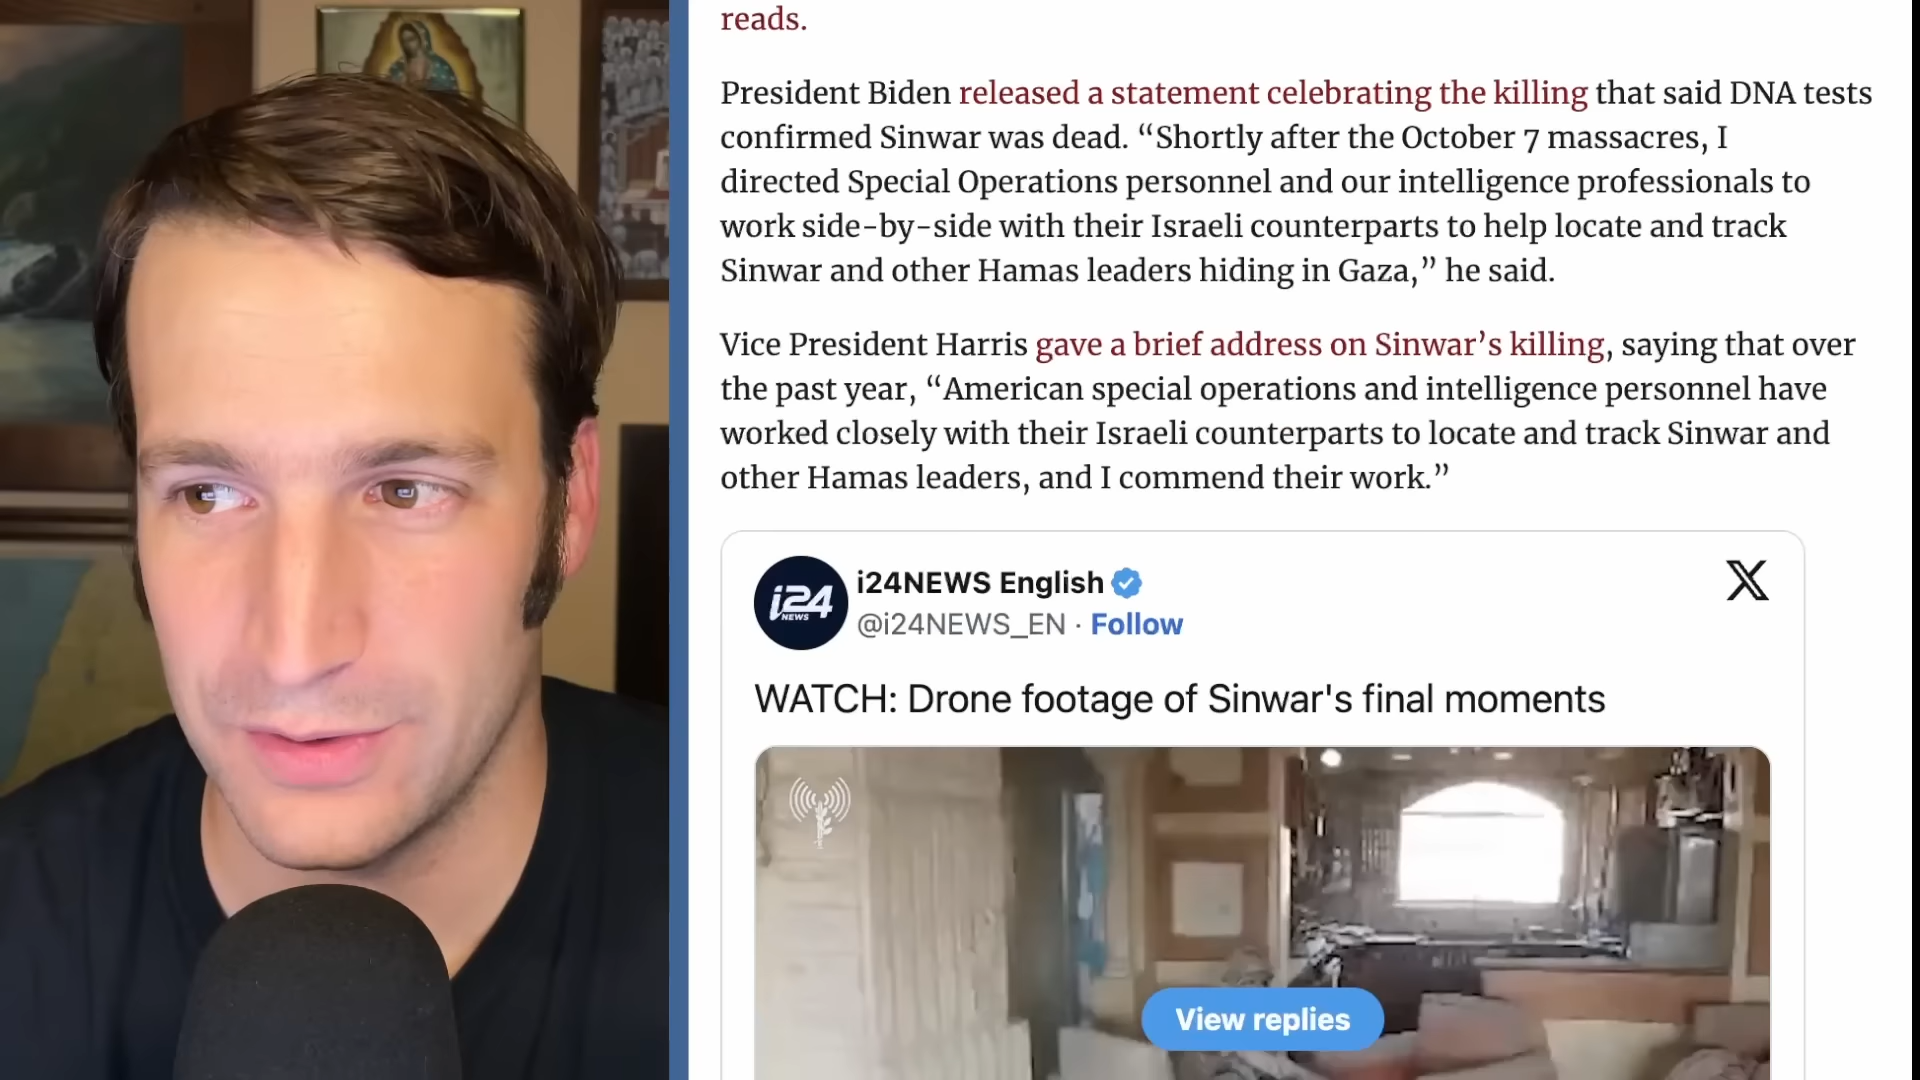 reads.
President Biden released a statement celebrating the killing that said DNA tests
confirmed Sinwar was dead. “Shortly after the October 7 massacres, I
directed Special Operations personnel and our intelligence professionals to
work side-by-side with their Israeli counterparts to help locate and track
Sinwar and other Hamas leaders hiding in Gaza,” he said.
Vice President Harris gave a brief address on Sinwar’s killing, saying that over
the past year, “American special operations and intelligence personnel have
worked closely with their Israeli counterparts to locate and track Sinwar and
other Hamas leaders, and I commend their work.”
i24
NEWS
i24NEWS English
@i24NEWS_EN · Follow
WATCH: Drone footage of Sinwar's final moments
View replies